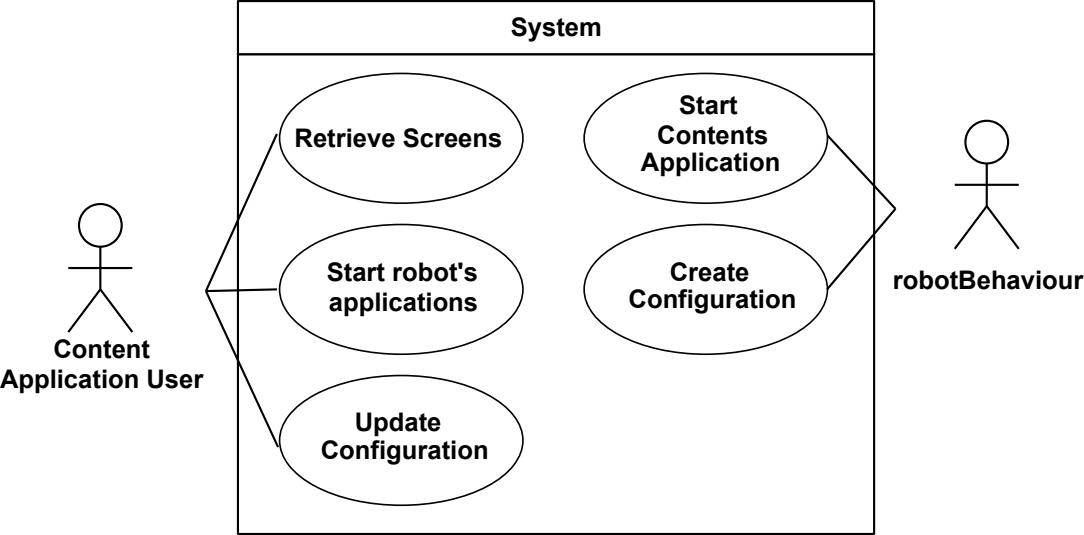 System
Retrieve Screens
Start
Contents
Application
Start robot's
applications
Create
Configuration
robotBehaviour
Content
Application User
Update
Configuration